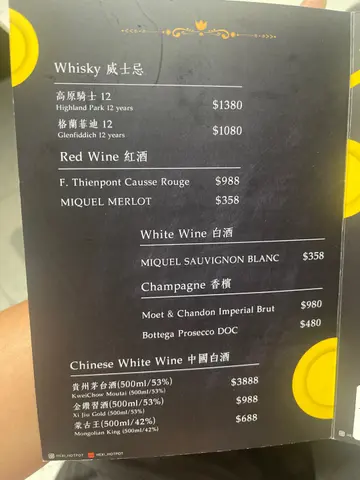 Whisky 威士忌
高原騎士 12
Highland Park 12 years $1380
格蘭菲迪 12
Glenfiddich 12 years $1080
Red Wine 紅酒
F. Thienpont Causse Rouge $988
MIQUEL MERLOT $358
White Wine 白酒
MIQUEL SAUVIGNON BLANC $358
Champagne 香檳
Moet & Chandon Imperial Brut $980
Bottega Prosecco DOC $480
Chinese White Wine 中國白酒
貴州茅台酒(500ml/53%) $3888
KweiChow Moutai (500ml/53%)
金鑽習酒(500ml/53%) $988
Xi Jiu Gold (500ml/53%)
蒙古王(500ml/42%) $688
Mongolian King (500ml/42%)